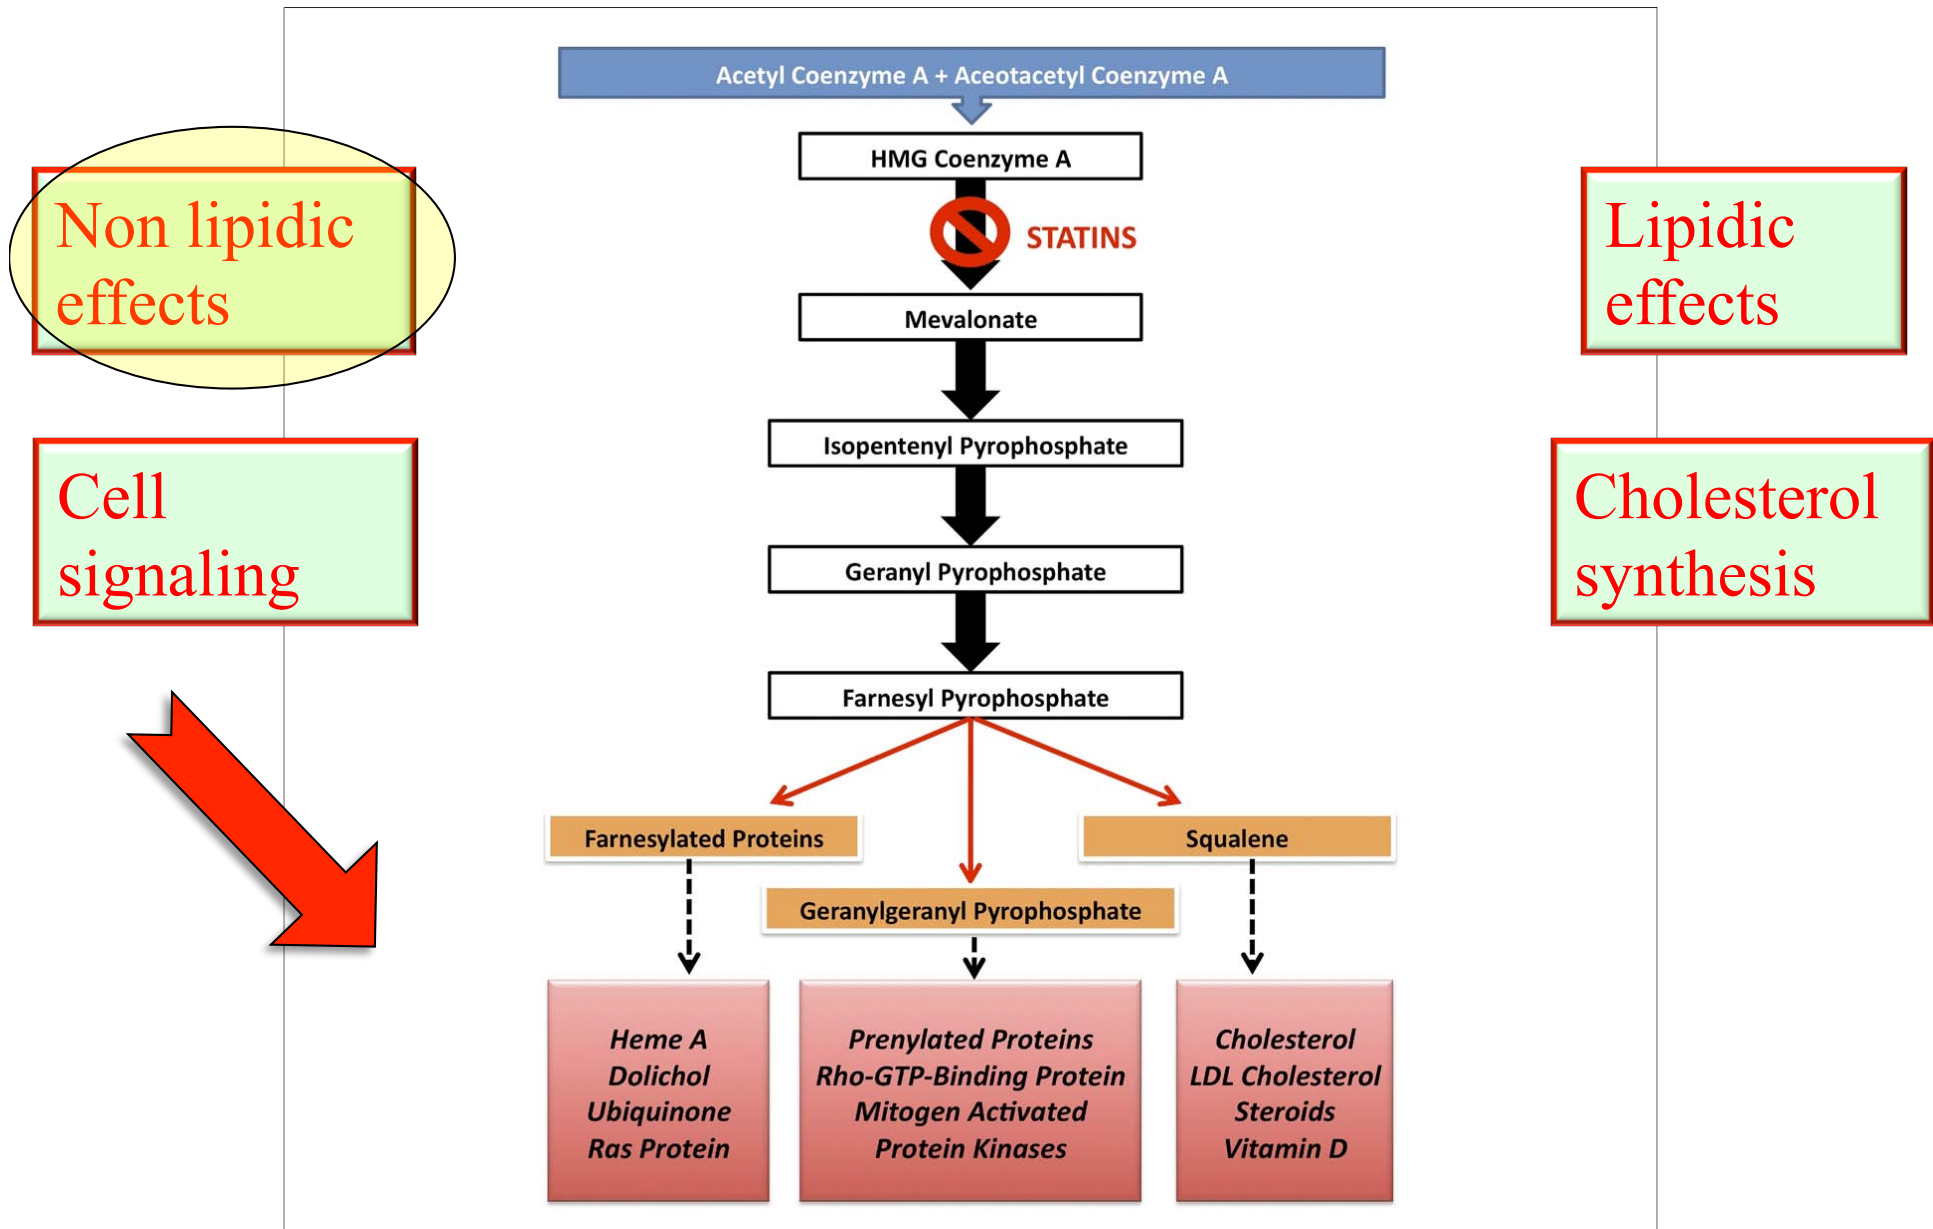 Acetyl Coenzyme A + Aceotacetyl Coenzyme A
HMG Coenzyme A
STATINS
Mevalonate
Isopentenyl Pyrophosphate
Geranyl Pyrophosphate
Farnesyl Pyrophosphate
Non lipidic
effects
Cell
signaling
Lipidic
effects
Cholesterol
synthesis
Farnesylated Proteins
Geranylgeranyl Pyrophosphate
Squalene
Heme A
Dolichol
Ubiquinone
Ras Protein
Prenylated Proteins
Rho-GTP-Binding Protein
Mitogen Activated
Protein Kinases
Cholesterol
LDL Cholesterol
Steroids
Vitamin D